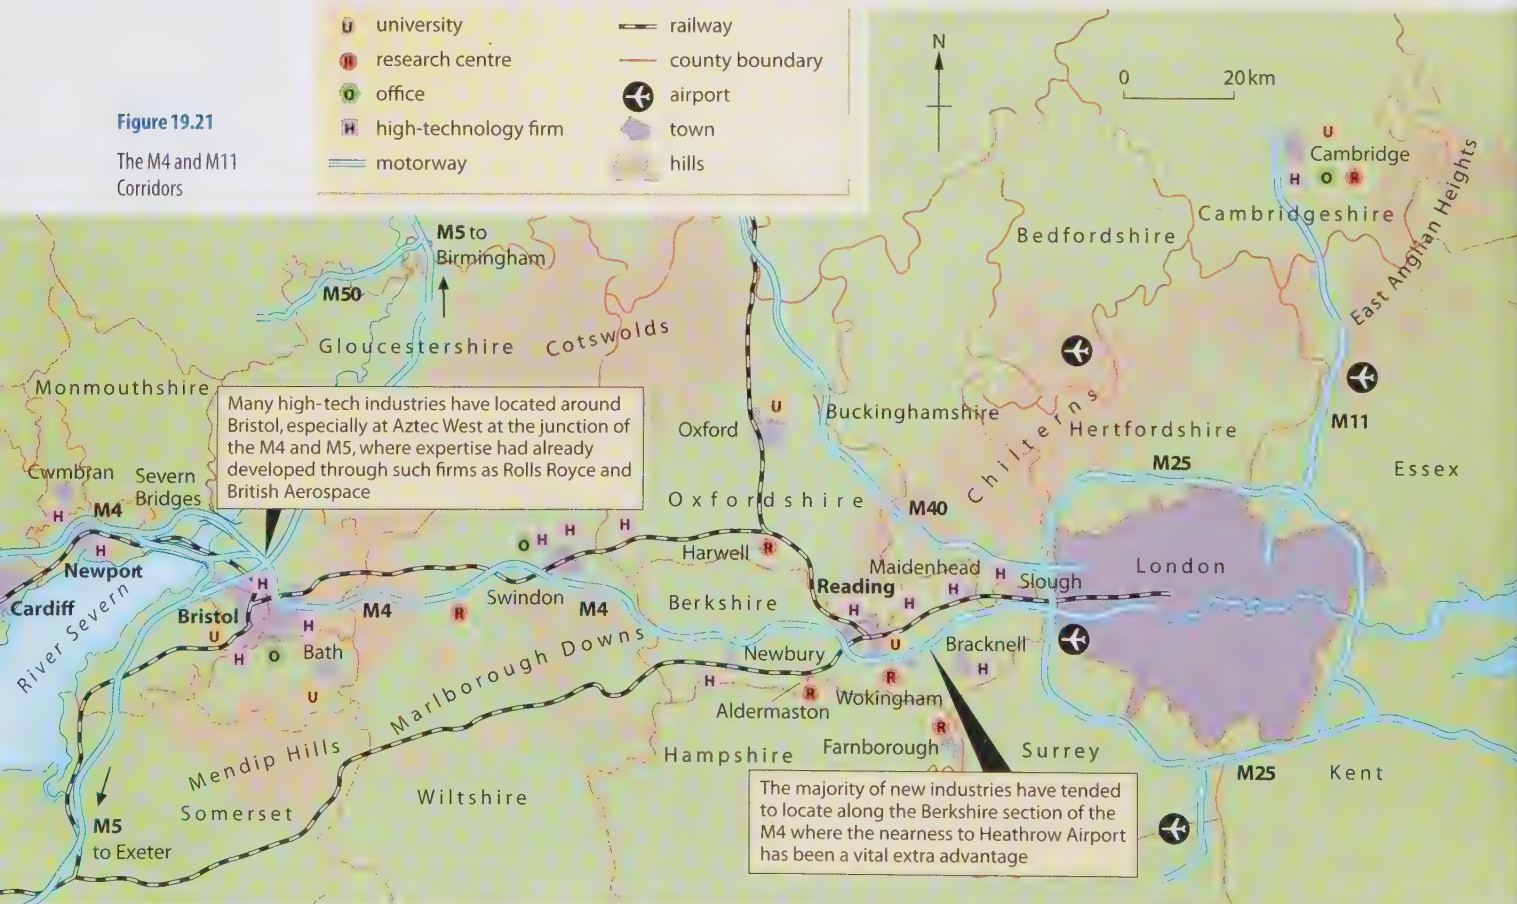 Figure 19.21
The M4 and M11
Corridors
U university
R research centre
O office
H high-technology firm
motorway
railway
county boundary
airport
town
hills
N
0 20km
U
Cambridge
H O R
Cambridgeshire
East Anglian Heights
Bedfordshire
M5 to
Birmingham
M50
Gloucestershire
Cotswolds
Monmouthshire
Many high-tech industries have located around
Bristol, especially at Aztec West at the junction of
the M4 and M5, where expertise had already
developed through such firms as Rolls Royce and
British Aerospace
U
Oxford
Buckinghamshire
Chilterns
Hertfordshire
M11
M25
Essex
Cwmbran
Severn
Bridges
H
M4
H
Newport
Cardiff
River Severn
Oxfordshire
M40
O H H H
Harwell R
Maidenhead
H
Slough
London
H
Bristol
U
M4
R
Swindon
M4
Berkshire
Reading
H
H
H
H
H
O
Bath
U
Marlborough Downs
Newbury
U
Bracknell
H
H
R
R
Wokingham
Aldermaston
R
Farnborough
Mendip Hills
Hampshire
Surrey
M25
Kent
Somerset
Wiltshire
M5
to Exeter
The majority of new industries have tended
to locate along the Berkshire section of the
M4 where the nearness to Heathrow Airport
has been a vital extra advantage